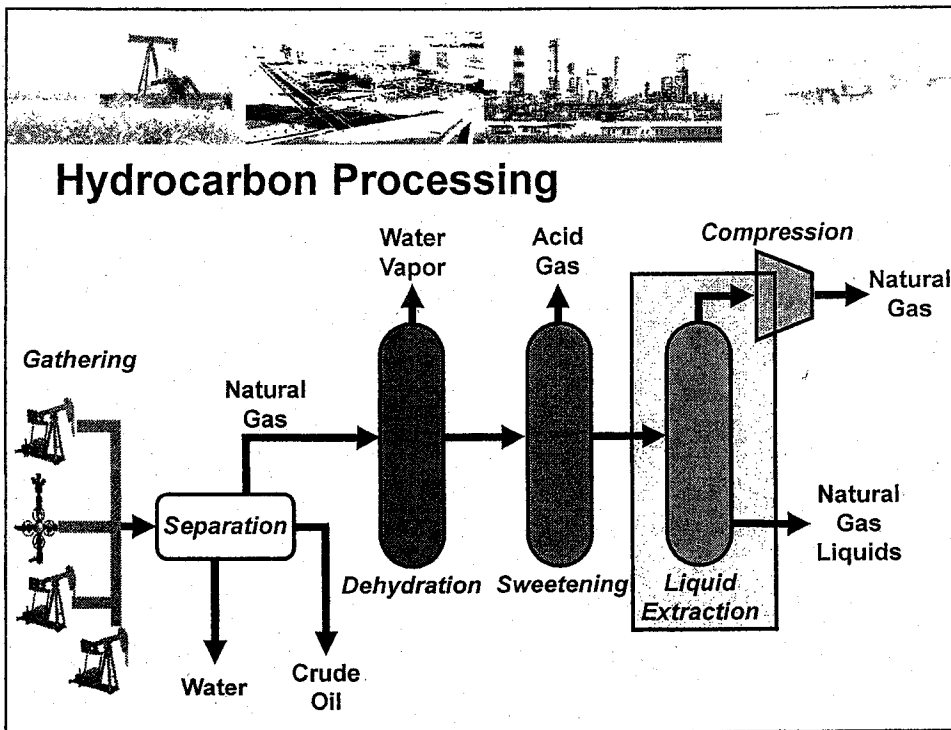 Hydrocarbon Processing
Water
Vapor
Acid
Gas
Compression
Natural
Gas
Gathering
Natural
Gas
Separation
Dehydration
Sweetening
Liquid
Extraction
Natural
Gas
Liquids
Water
Crude
Oil